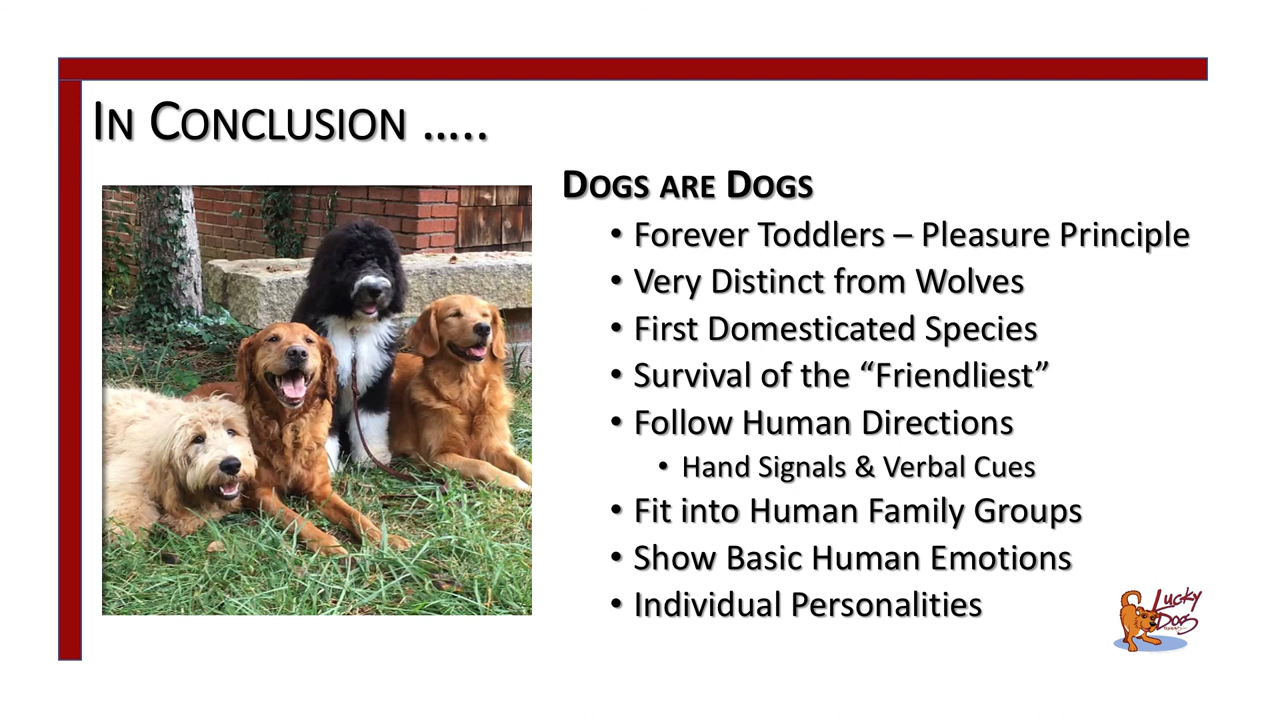 IN CONCLUSION …..
DOGS ARE DOGS
• Forever Toddlers – Pleasure Principle
• Very Distinct from Wolves
• First Domesticated Species
• Survival of the “Friendliest”
• Follow Human Directions
• Hand Signals & Verbal Cues
• Fit into Human Family Groups
• Show Basic Human Emotions
• Individual Personalities
Lucky
Dogs